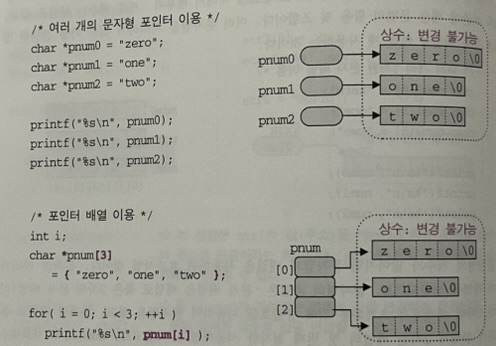 /* 여러 개의 문자형 포인터 이용 */
char *pnum0 = "zero";
char *pnum1 = "one";
char *pnum2 = "two";
printf("%s\n", pnum0);
printf("%s\n", pnum1);
printf("%s\n", pnum2);
상수: 변경 불가능
pnum0 z e r o \0
pnum1 o n e \0
pnum2 t w o \0
/* 포인터 배열 이용 */
int i;
char *pnum[3]
= { "zero", "one", "two" };
for( i = 0; i < 3; ++i )
printf("%s\n", pnum[i] );
상수: 변경 불가능
pnum
[0] z e r o \0
[1] o n e \0
[2] t w o \0